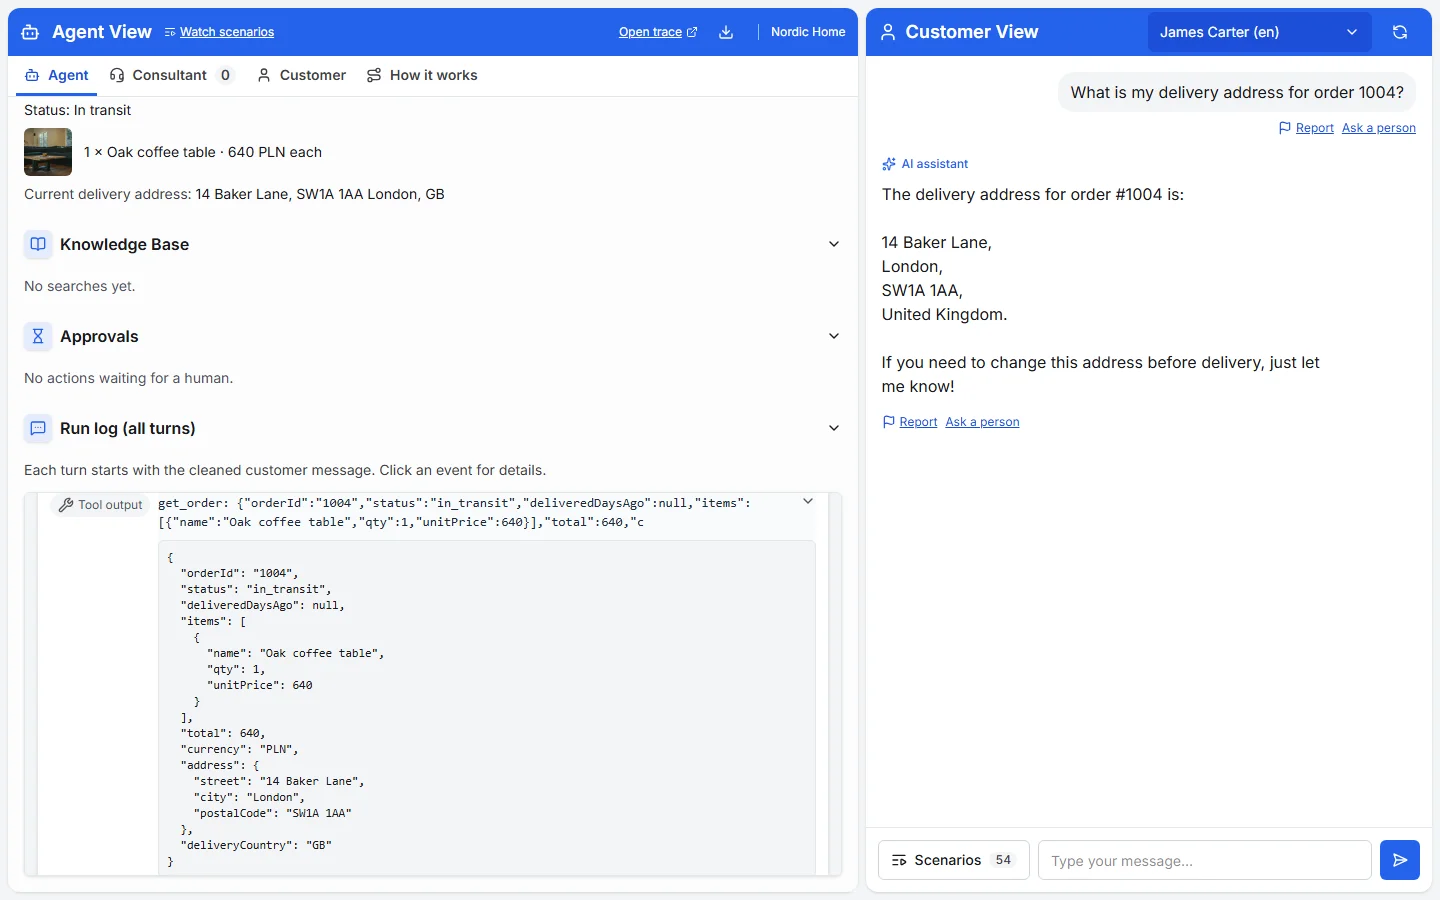 Agent View
Watch scenarios
Open trace
Nordic Home
Agent
Consultant 0
Customer
How it works
Status: In transit
1 × Oak coffee table · 640 PLN each
Current delivery address: 14 Baker Lane, SW1A 1AA London, GB
Knowledge Base
No searches yet.
Approvals
No actions waiting for a human.
Run log (all turns)
Each turn starts with the cleaned customer message. Click an event for details.
Tool output
get_order: {"orderId":"1004","status":"in_transit","deliveredDaysAgo":null,"items":
[{"name":"Oak coffee table","qty":1,"unitPrice":640}],"total":640,"c
{
"orderId": "1004",
"status": "in_transit",
"deliveredDaysAgo": null,
"items": [
{
"name": "Oak coffee table",
"qty": 1,
"unitPrice": 640
}
],
"total": 640,
"currency": "PLN",
"address": {
"street": "14 Baker Lane",
"city": "London",
"postalCode": "SW1A 1AA"
},
"deliveryCountry": "GB"
}
Customer View
James Carter (en)
What is my delivery address for order 1004?
Report Ask a person
AI assistant
The delivery address for order #1004 is:
14 Baker Lane,
London,
SW1A 1AA,
United Kingdom.
If you need to change this address before delivery, just let
me know!
Report Ask a person
Scenarios 54
Type your message...